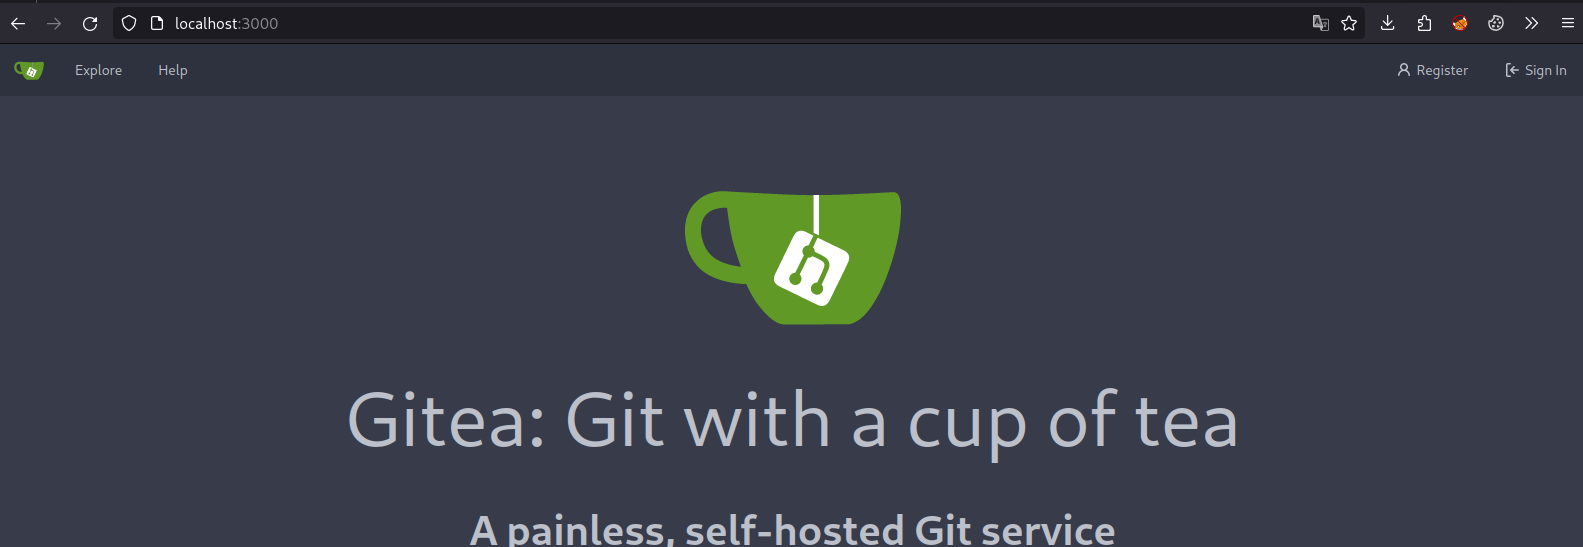 localhost:3000
Explore Help Register Sign In
Gitea: Git with a cup of tea
A painless, self-hosted Git service